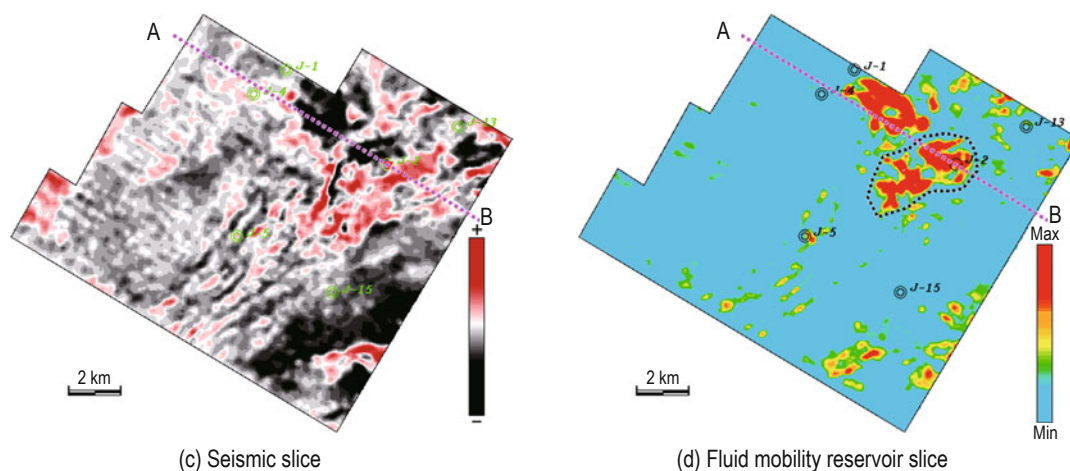 A
J-1
J-4
J-13
J-2
B
+
J-5
J-15
−
2 km
(c) Seismic slice
A
J-1
J-4
J-13
J-2
B
Max
J-5
J-15
2 km
Min
(d) Fluid mobility reservoir slice